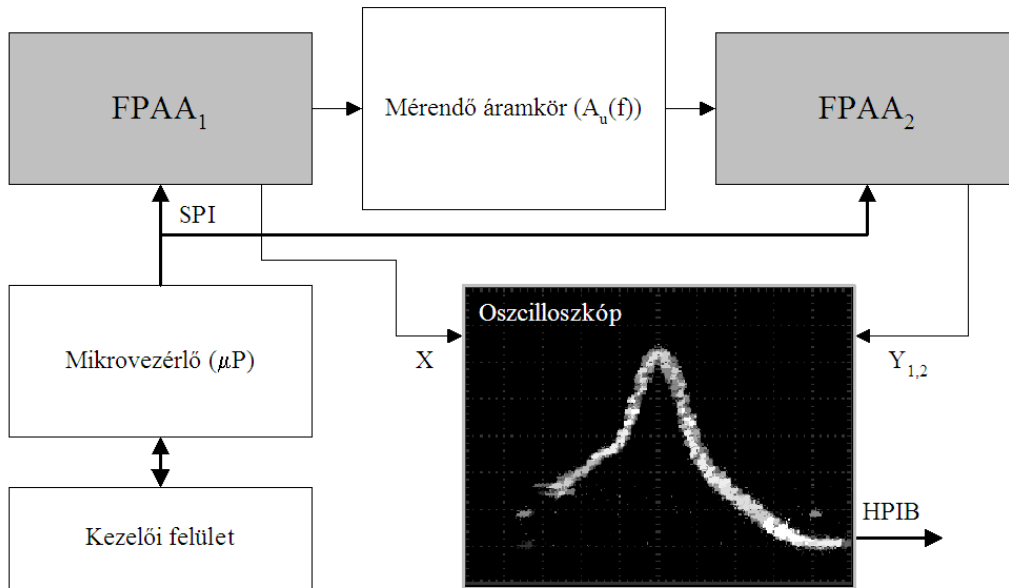 FPAA₁
Mérendő áramkör (Aᵤ(f))
FPAA₂
SPI
Mikrovezérlő (µP)
Oszcilloszkóp
X
Y₁,₂
Kezelői felület
HPIB